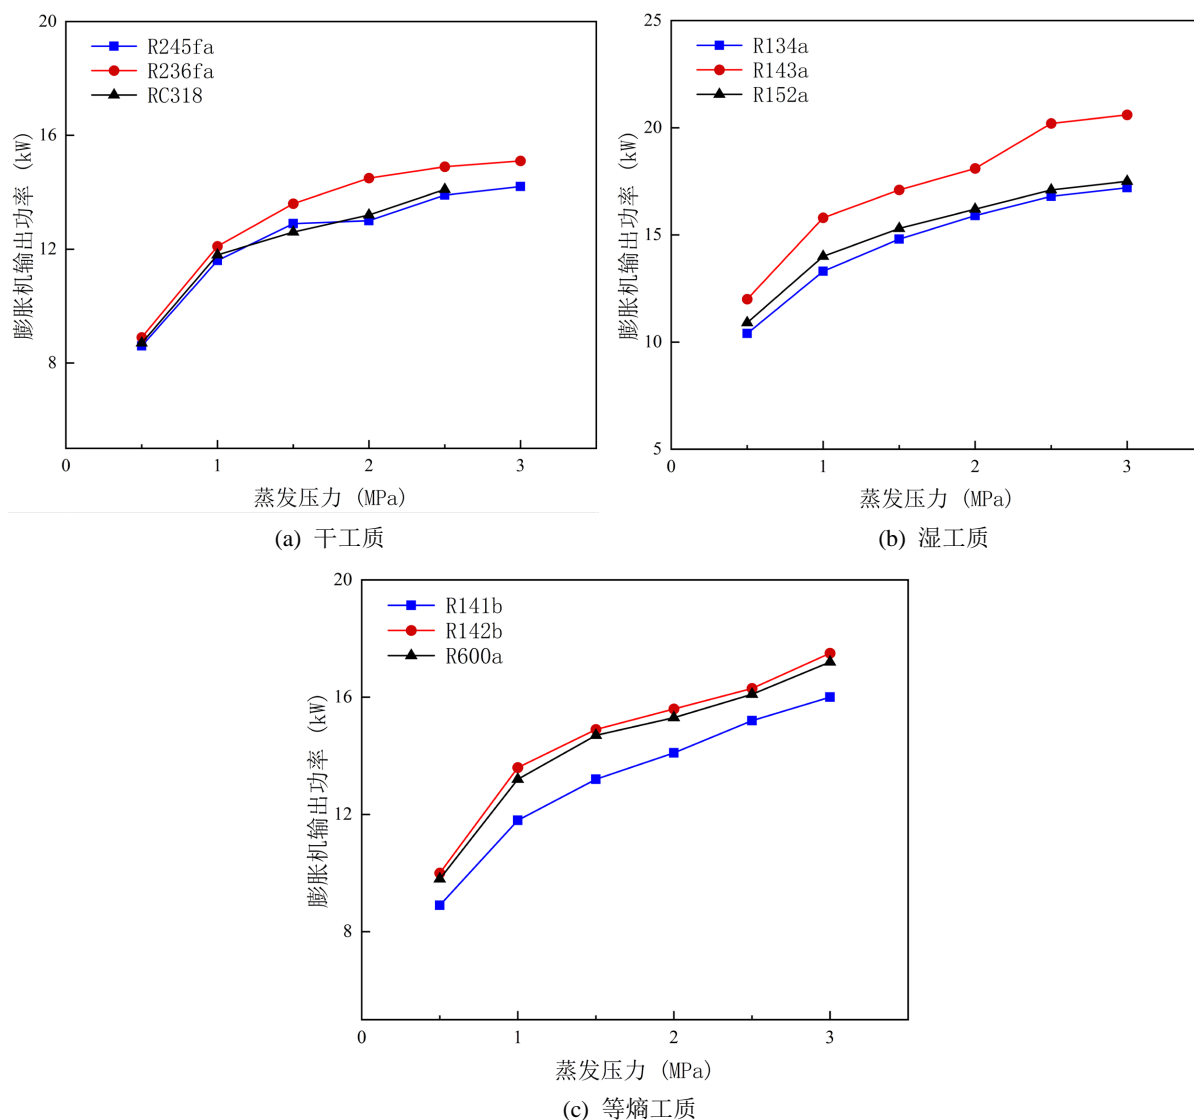 20
16
12
8
0
1
2
3
R245fa
R236fa
RC318
膨胀机输出功率 (kW)
蒸发压力 (MPa)
(a) 干工质
25
20
15
10
5
0
1
2
3
R134a
R143a
R152a
膨胀机输出功率 (kW)
蒸发压力 (MPa)
(b) 湿工质
20
16
12
8
0
1
2
3
R141b
R142b
R600a
膨胀机输出功率 (kW)
蒸发压力 (MPa)
(c) 等熵工质